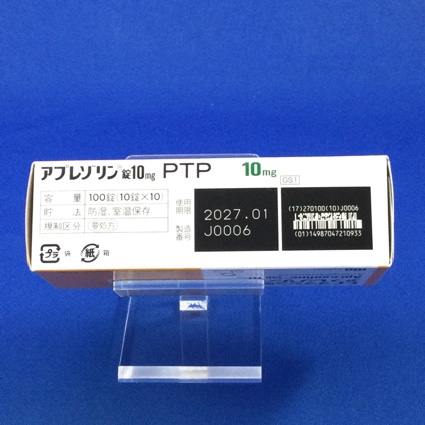 アプレゾリン錠10mg PTP 10mg GS1
容量 100錠(10錠×10)
貯法 防湿、室温保存
規制区分 要処方
使用期限 2027.01
製造番号 J0006
(17)270100(10)J0006
(01)14987047210933
プラ 袋 紙 箱